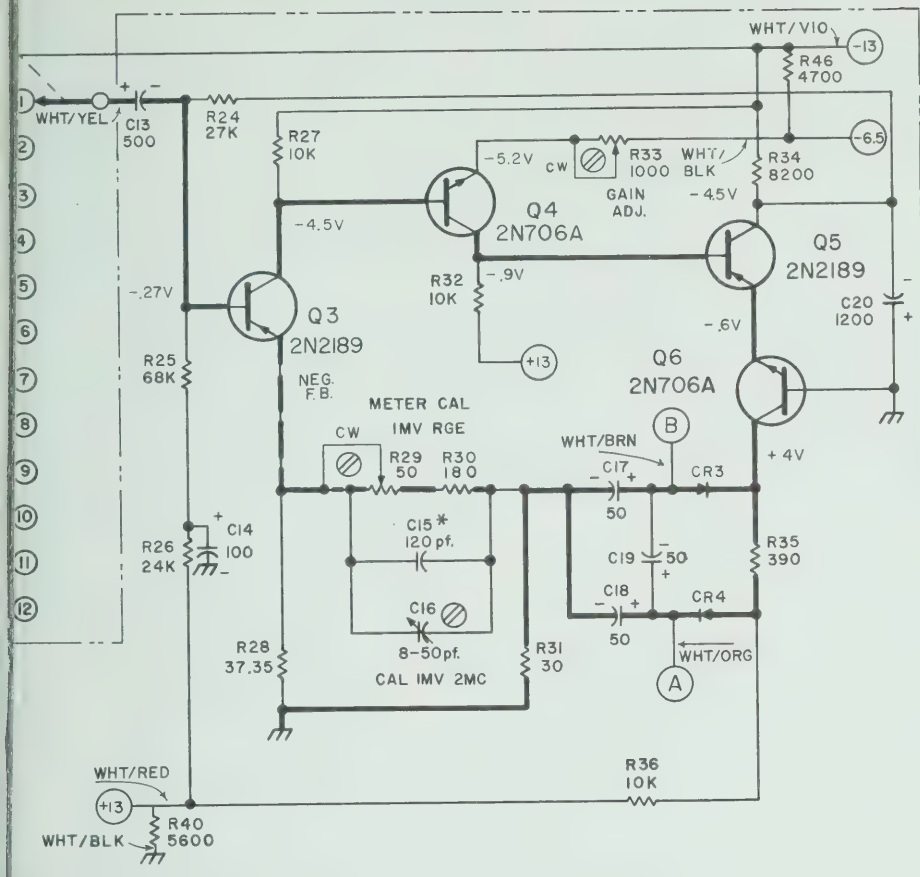 WHT/VIO
-13
R46
4700
1
WHT/YEL
+ -
C13
500
R24
27K
R27
10K
-5.2V
CW
R33
1000
GAIN
ADJ.
WHT/
BLK
-6.5
R34
8200
-4.5V
2
3
4
5
6
7
8
9
10
11
12
-4.5V
Q4
2N706A
Q5
2N2189
R32
10K
-.9V
+13
-.27V
Q3
2N2189
-
C20
1200
+
-.6V
Q6
2N706A
R25
68K
NEG.
F.B.
METER CAL
1MV RGE
CW
R29
50
R30
180
WHT/BRN
B
+4V
- C17 +
50
CR3
C15*
120pf.
+
C14
100
-
R26
24K
C19
-
50
+
R35
390
C16
8-50pf.
CAL 1MV 2MC
C18
- +
50
CR4
R28
37.35
R31
30
WHT/ORG
A
WHT/RED
+13
R36
10K
WHT/BLK
R40
5600